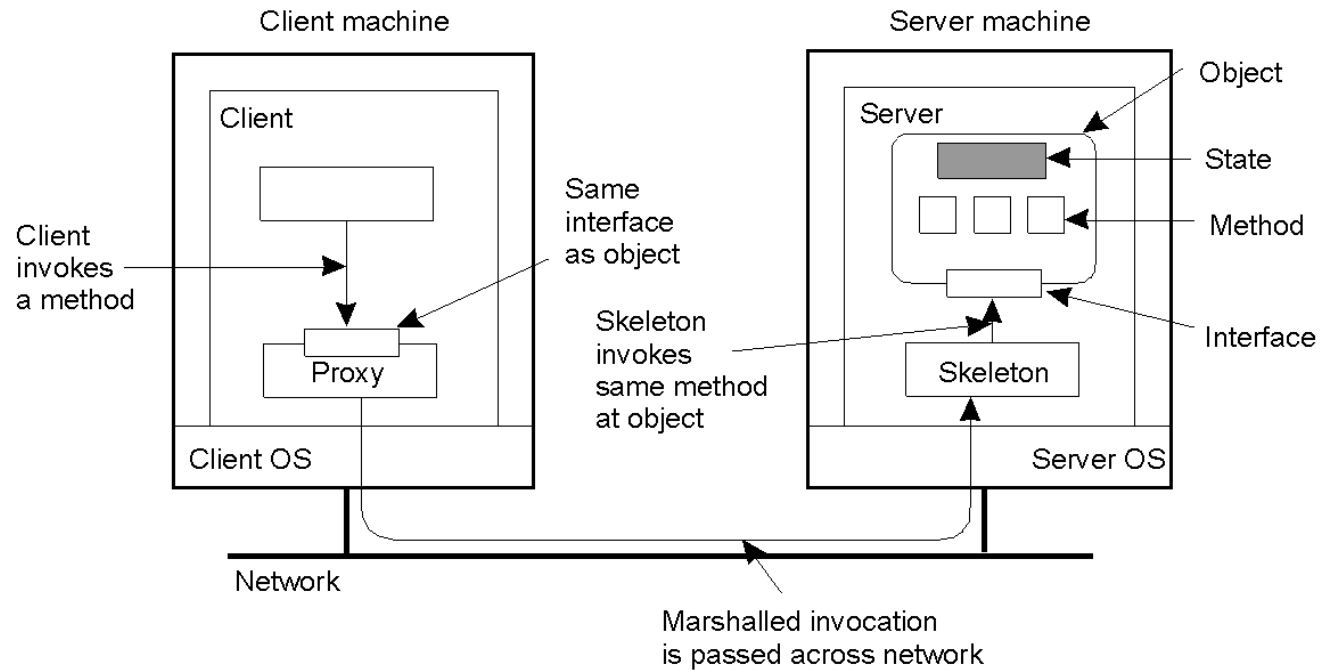 Client machine
Server machine
Object
Client
Server
State
Same
interface
as object
Method
Client
invokes
a method
Skeleton
invokes
same method
at object
Interface
Proxy
Skeleton
Client OS
Server OS
Network
Marshalled invocation
is passed across network